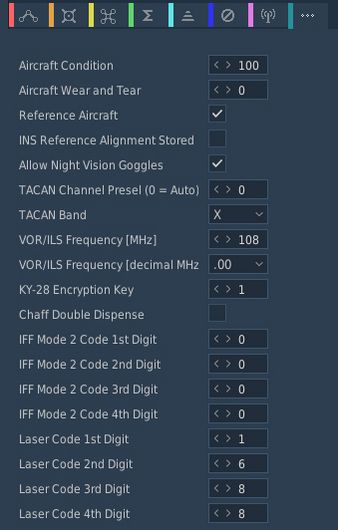 Aircraft Condition 100
Aircraft Wear and Tear 0
Reference Aircraft
INS Reference Alignment Stored
Allow Night Vision Goggles
TACAN Channel Presel (0 = Auto) 0
TACAN Band X
VOR/ILS Frequency [MHz] 108
VOR/ILS Frequency [decimal MHz .00
KY-28 Encryption Key 1
Chaff Double Dispense
IFF Mode 2 Code 1st Digit 0
IFF Mode 2 Code 2nd Digit 0
IFF Mode 2 Code 3rd Digit 0
IFF Mode 2 Code 4th Digit 0
Laser Code 1st Digit 1
Laser Code 2nd Digit 6
Laser Code 3rd Digit 8
Laser Code 4th Digit 8